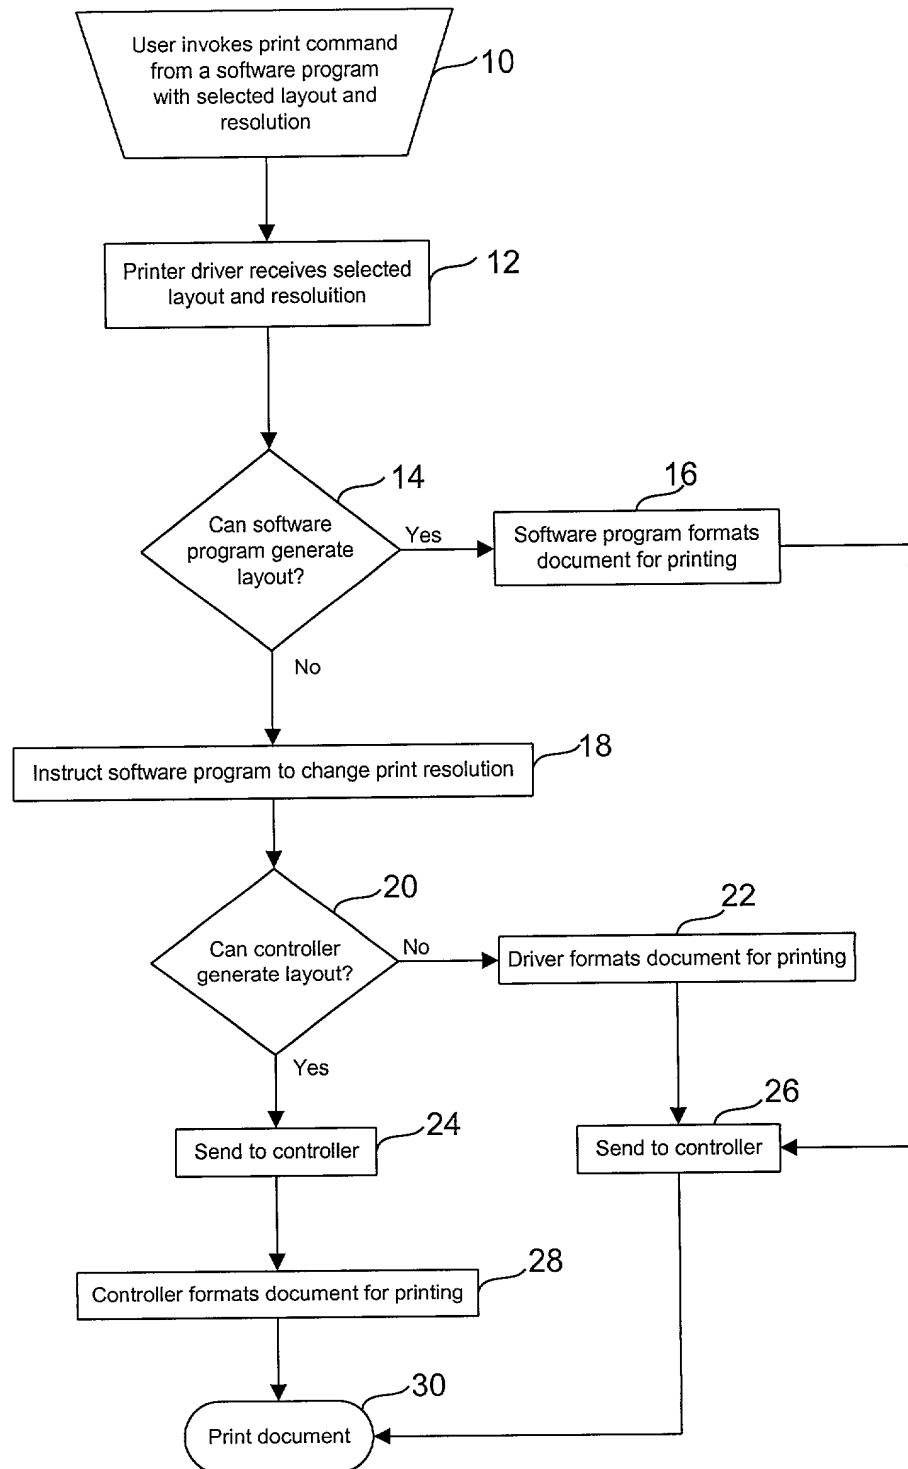 User invokes print command
from a software program
with selected layout and
resolution
10
Printer driver receives selected
layout and resoluition
12
14
Can software
program generate
layout?
Yes
16
Software program formats
document for printing
No
18
Instruct software program to change print resolution
20
Can controller
generate layout?
No
22
Driver formats document for printing
Yes
24
Send to controller
26
Send to controller
28
Controller formats document for printing
30
Print document